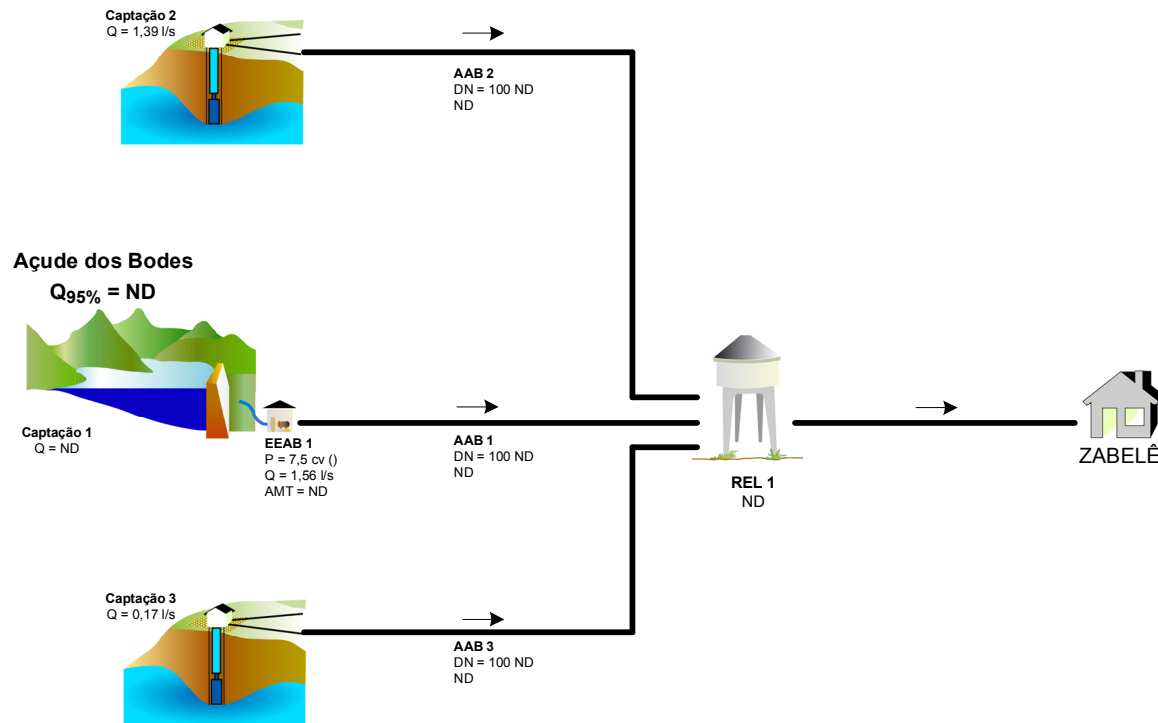 Captação 2
Q = 1,39 l/s
AAB 2
DN = 100 ND
ND
Açude dos Bodes
Q95% = ND
Captação 1
Q = ND
EEAB 1
P = 7,5 cv ()
Q = 1,56 l/s
AMT = ND
AAB 1
DN = 100 ND
ND
REL 1
ND
ZABELÊ
Captação 3
Q = 0,17 l/s
AAB 3
DN = 100 ND
ND